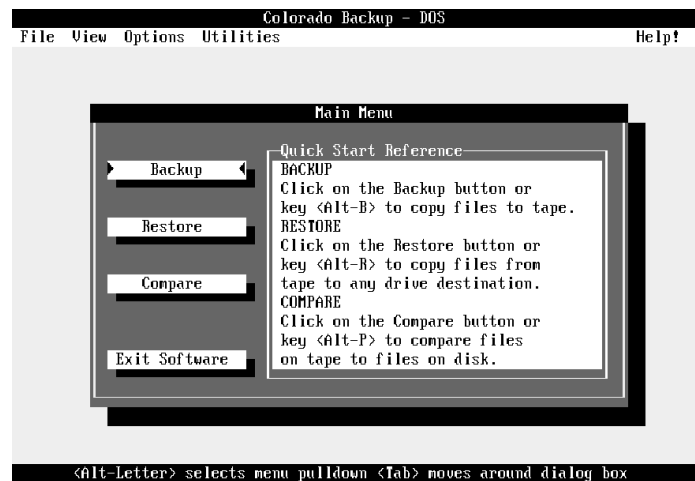 Colorado Backup - DOS
File View Options Utilities Help!
Main Menu
Backup
Restore
Compare
Exit Software
Quick Start Reference
BACKUP
Click on the Backup button or
key <Alt-B> to copy files to tape.
RESTORE
Click on the Restore button or
key <Alt-R> to copy files from
tape to any drive destination.
COMPARE
Click on the Compare button or
key <Alt-P> to compare files
on tape to files on disk.
<Alt-Letter> selects menu pulldown <Tab> moves around dialog box